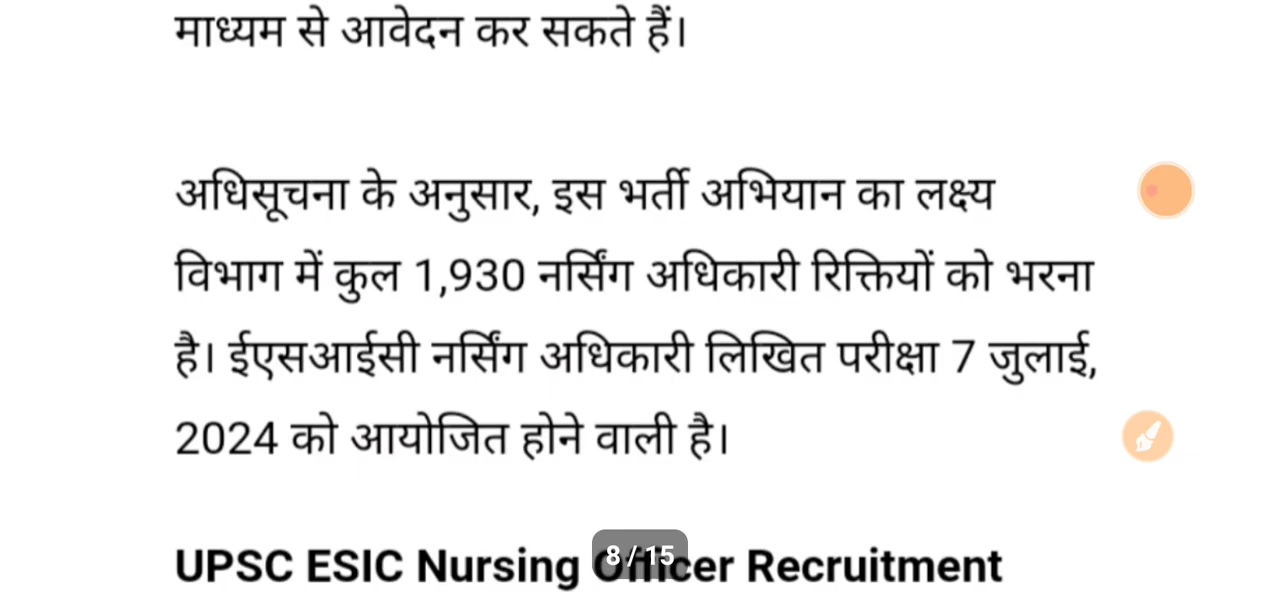 माध्यम से आवेदन कर सकते हैं।
अधिसूचना के अनुसार, इस भर्ती अभियान का लक्ष्य
विभाग में कुल 1,930 नर्सिंग अधिकारी रिक्तियों को भरना
है। ईएसआईसी नर्सिंग अधिकारी लिखित परीक्षा 7 जुलाई,
2024 को आयोजित होने वाली है।
UPSC ESIC Nursing Officer Recruitment
8 / 15